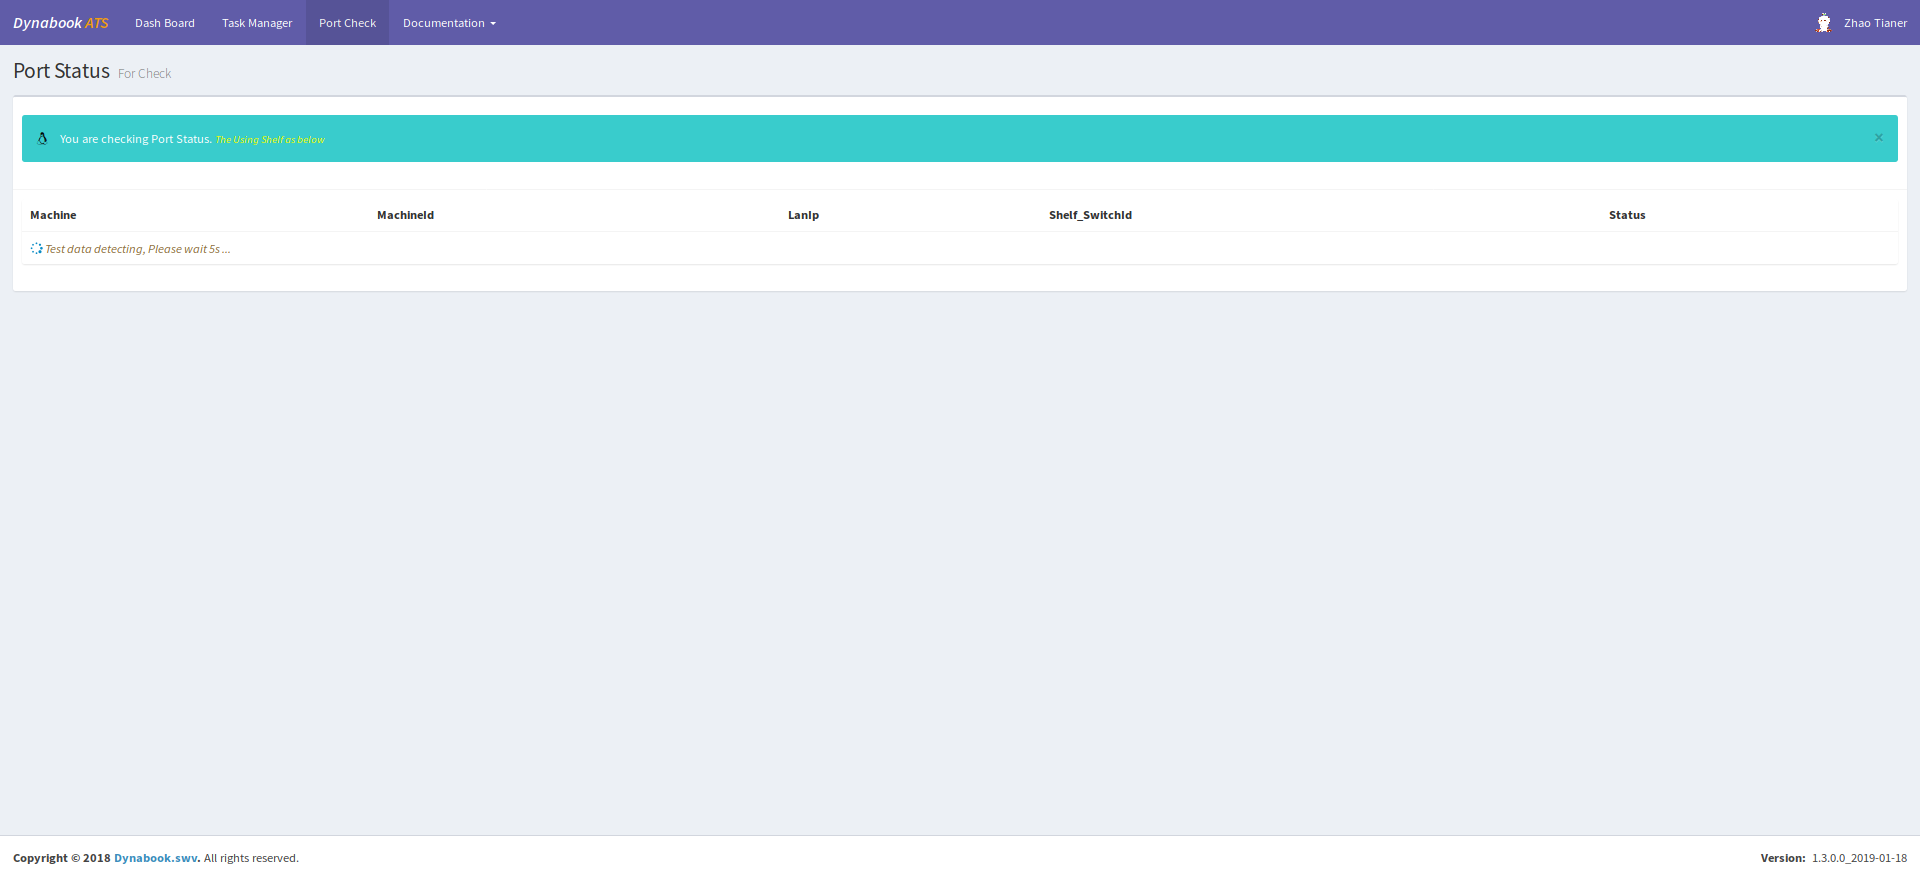 Dynabook ATS Dash Board Task Manager Port Check Documentation Zhao Tianer
Port Status For Check
You are checking Port Status. The Using Shelf as below ×
Machine MachineId LanIp Shelf_SwitchId Status
Test data detecting, Please wait 5s ...
Copyright © 2018 Dynabook.swv. All rights reserved. Version: 1.3.0.0_2019-01-18